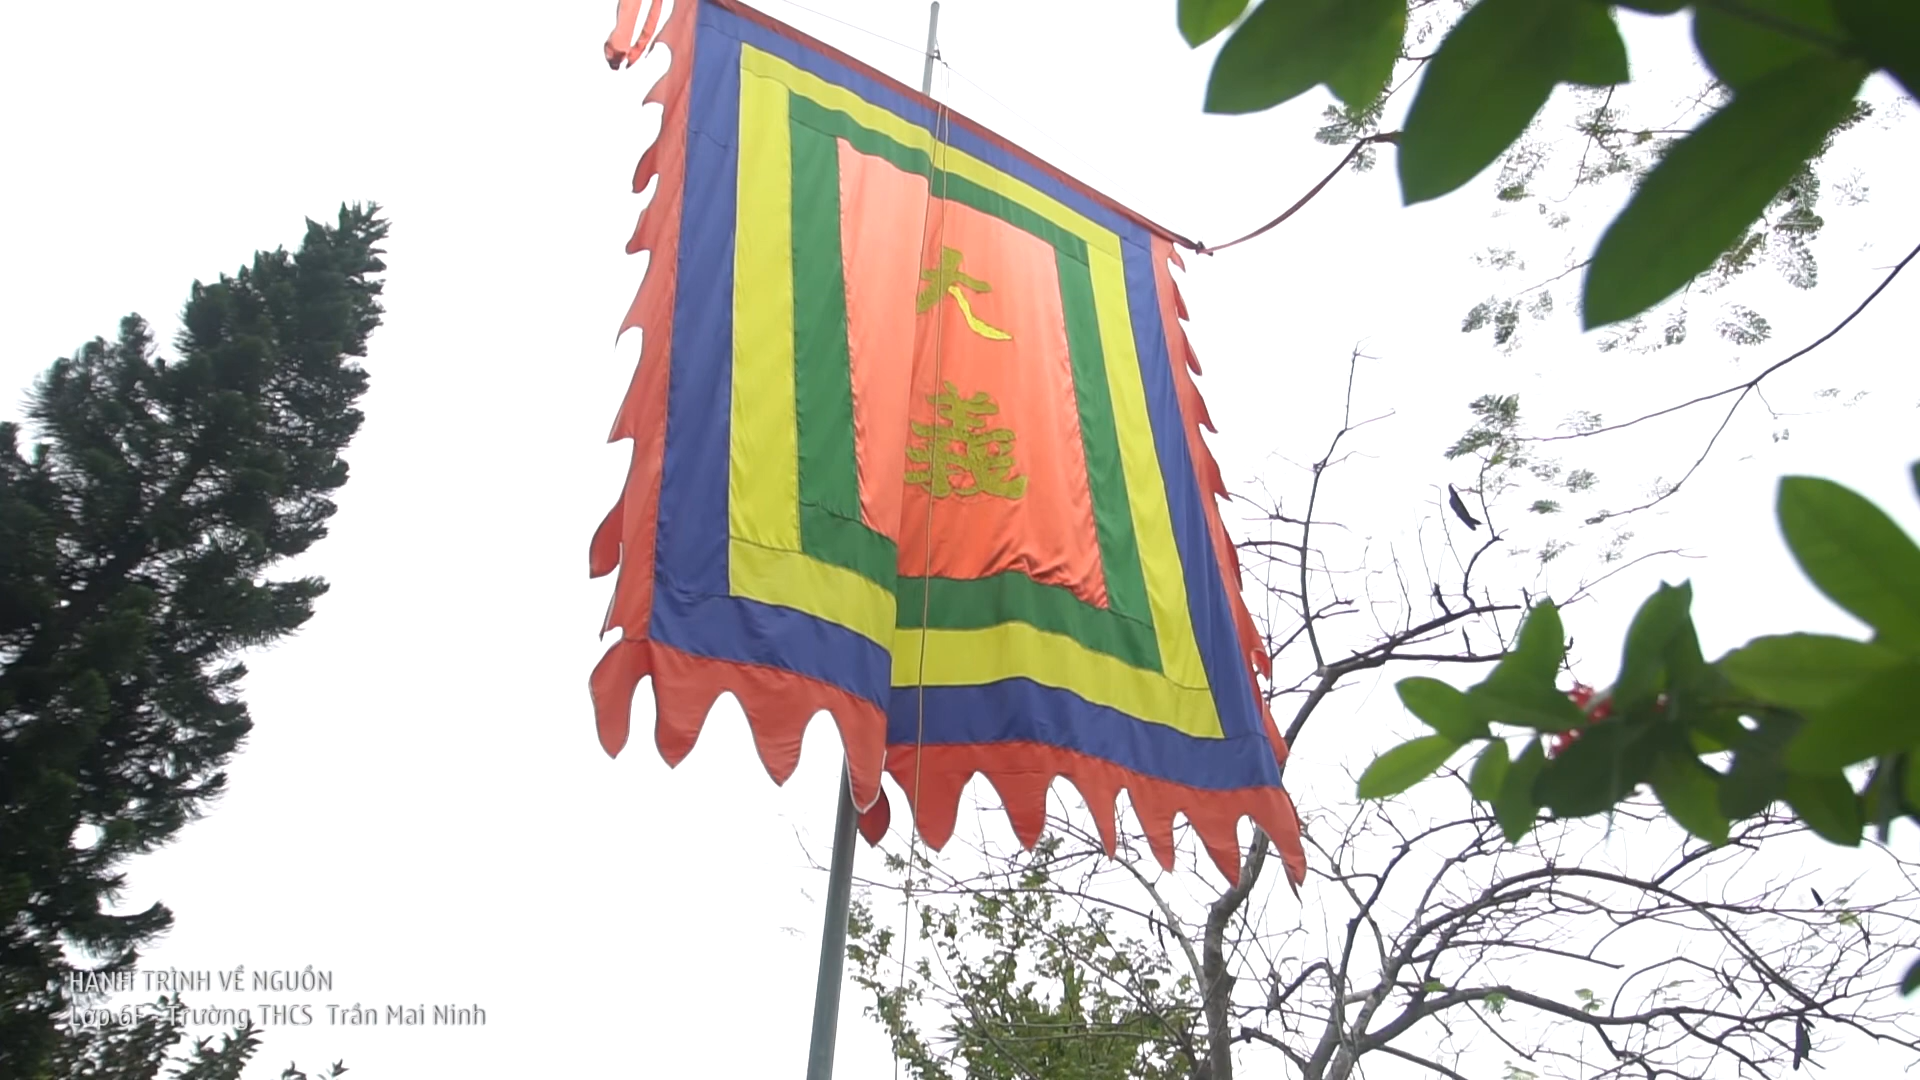 大
義
HÀNH TRÌNH VỀ NGUỒN
Lớp 6F - Trường THCS Trần Mai Ninh